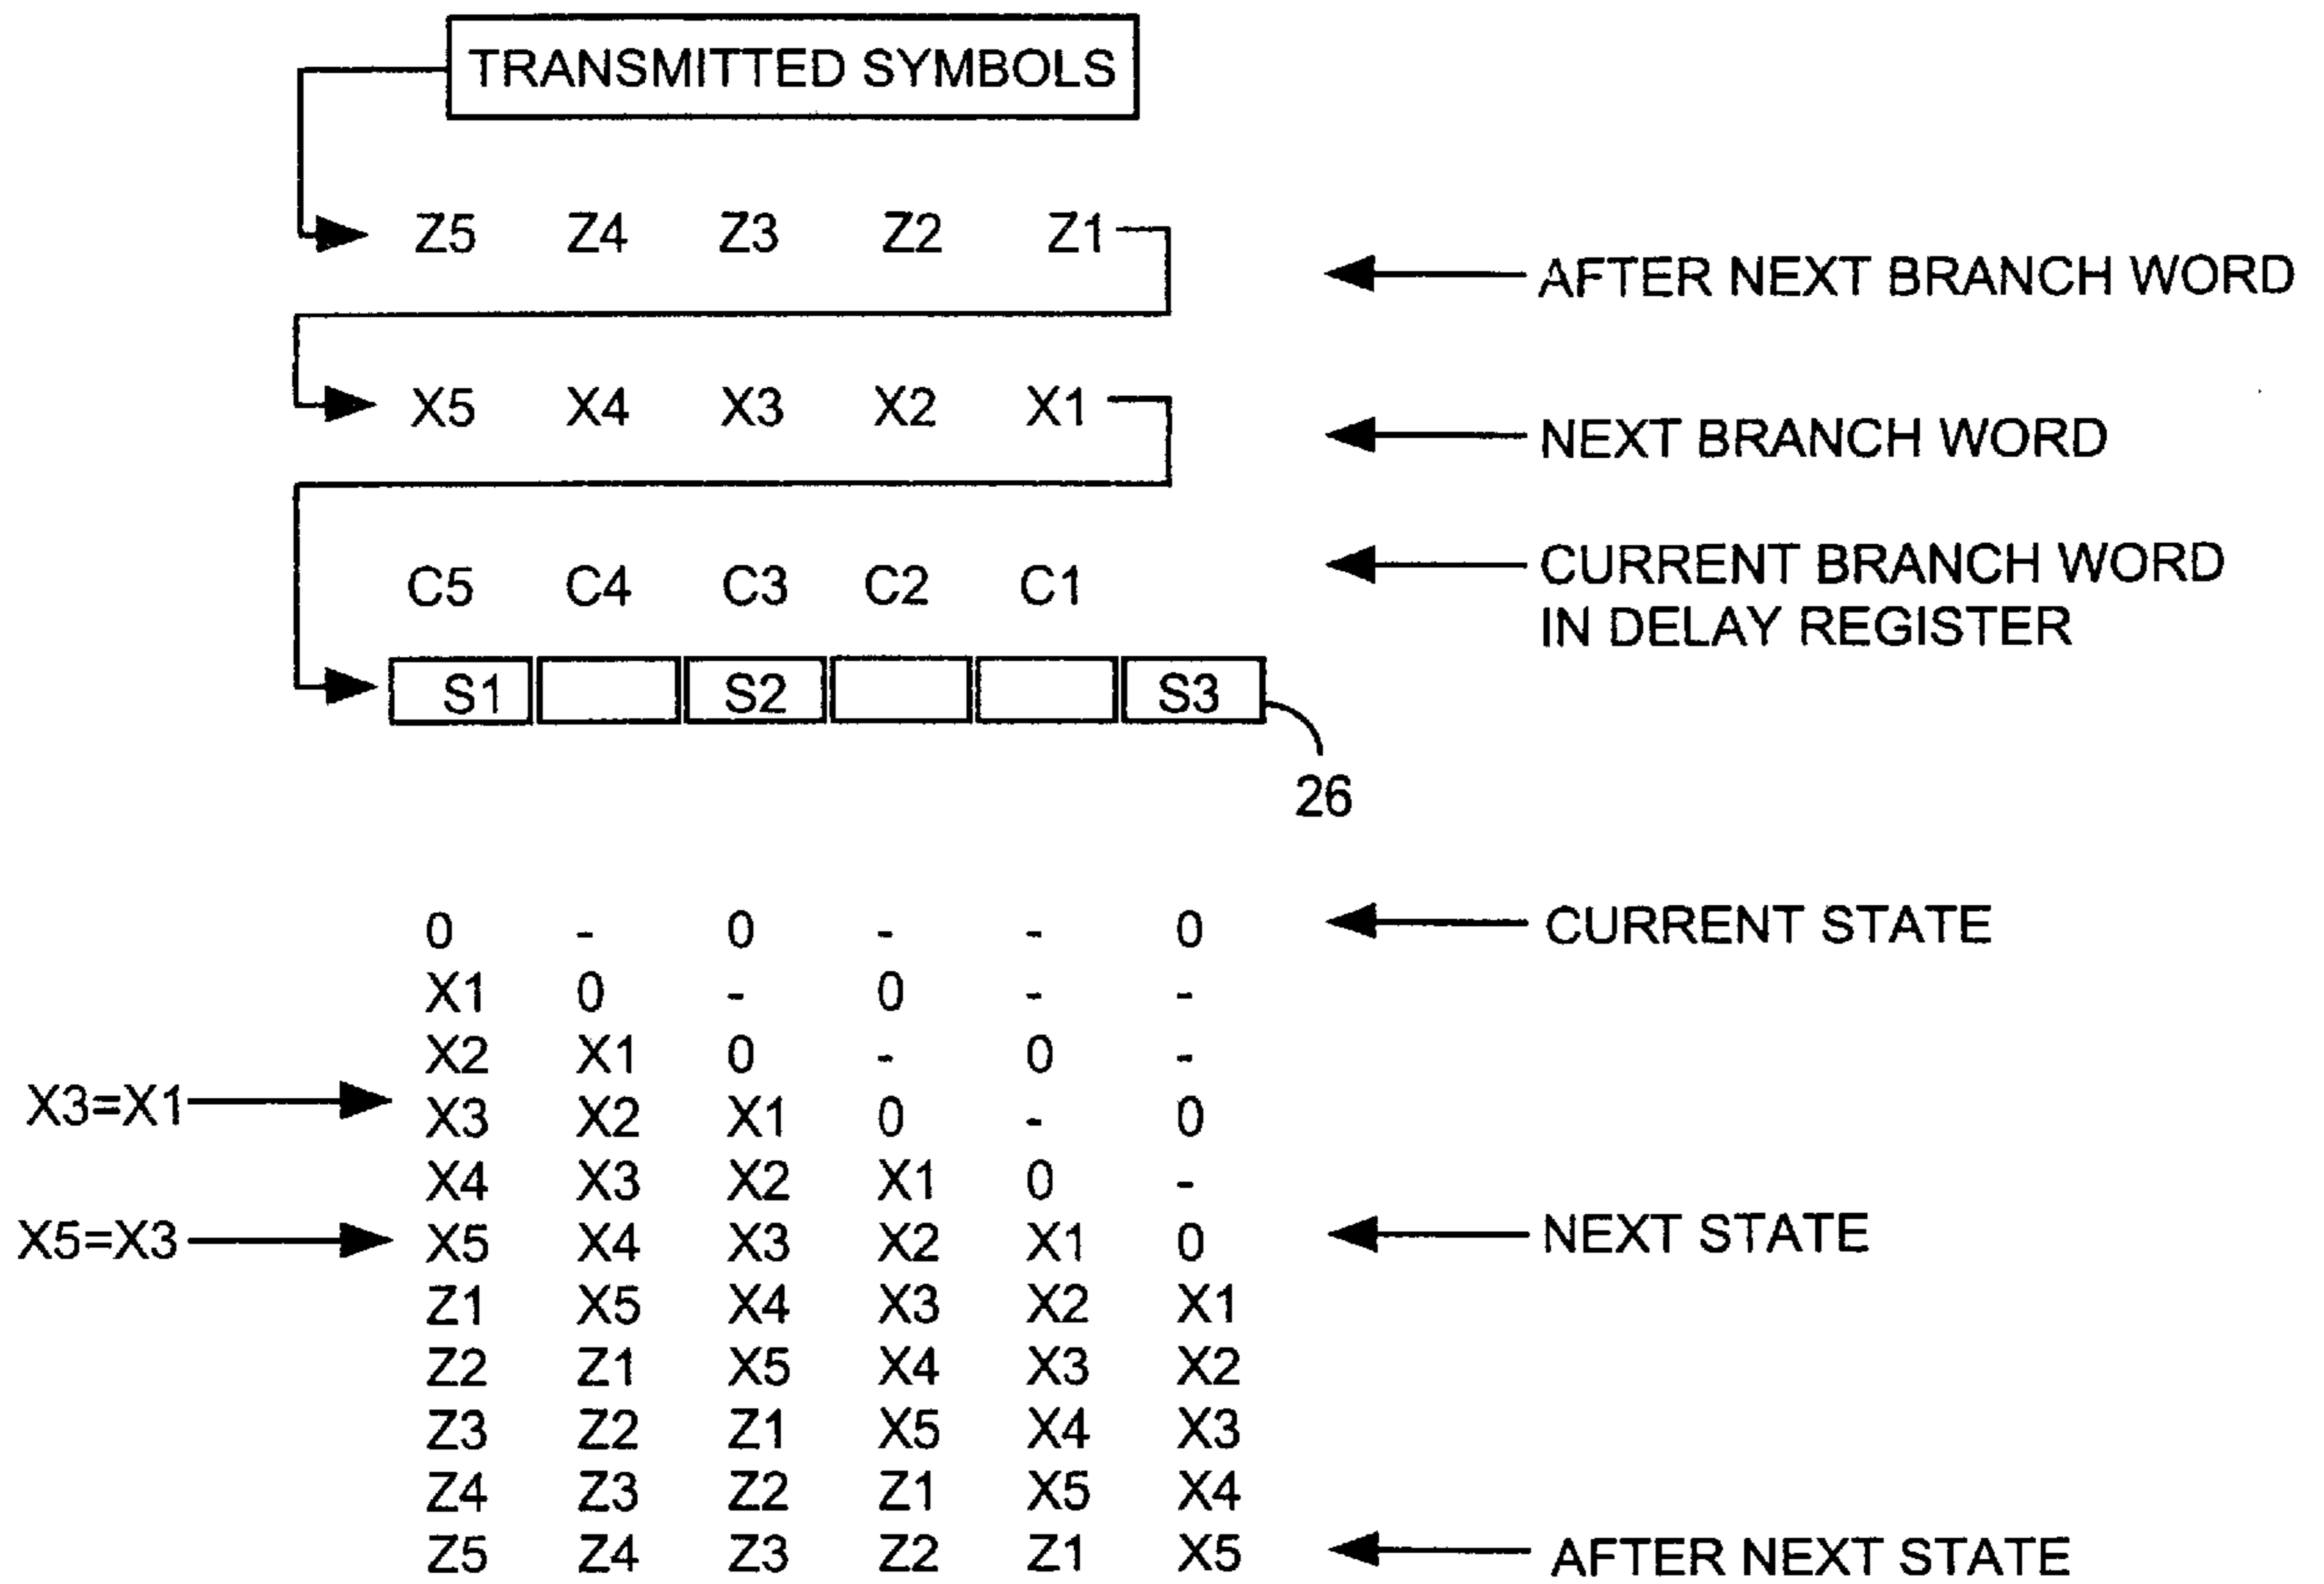 TRANSMITTED SYMBOLS
Z5 Z4 Z3 Z2 Z1
AFTER NEXT BRANCH WORD
X5 X4 X3 X2 X1
NEXT BRANCH WORD
C5 C4 C3 C2 C1
CURRENT BRANCH WORD
IN DELAY REGISTER
S1 S2 S3
26
0 - 0 - - 0
CURRENT STATE
X1 0 - 0 - -
X2 X1 0 - 0 -
X3=X1
X3 X2 X1 0 - 0
X4 X3 X2 X1 0 -
X5=X3
X5 X4 X3 X2 X1 0
NEXT STATE
Z1 X5 X4 X3 X2 X1
Z2 Z1 X5 X4 X3 X2
Z3 Z2 Z1 X5 X4 X3
Z4 Z3 Z2 Z1 X5 X4
Z5 Z4 Z3 Z2 Z1 X5
AFTER NEXT STATE